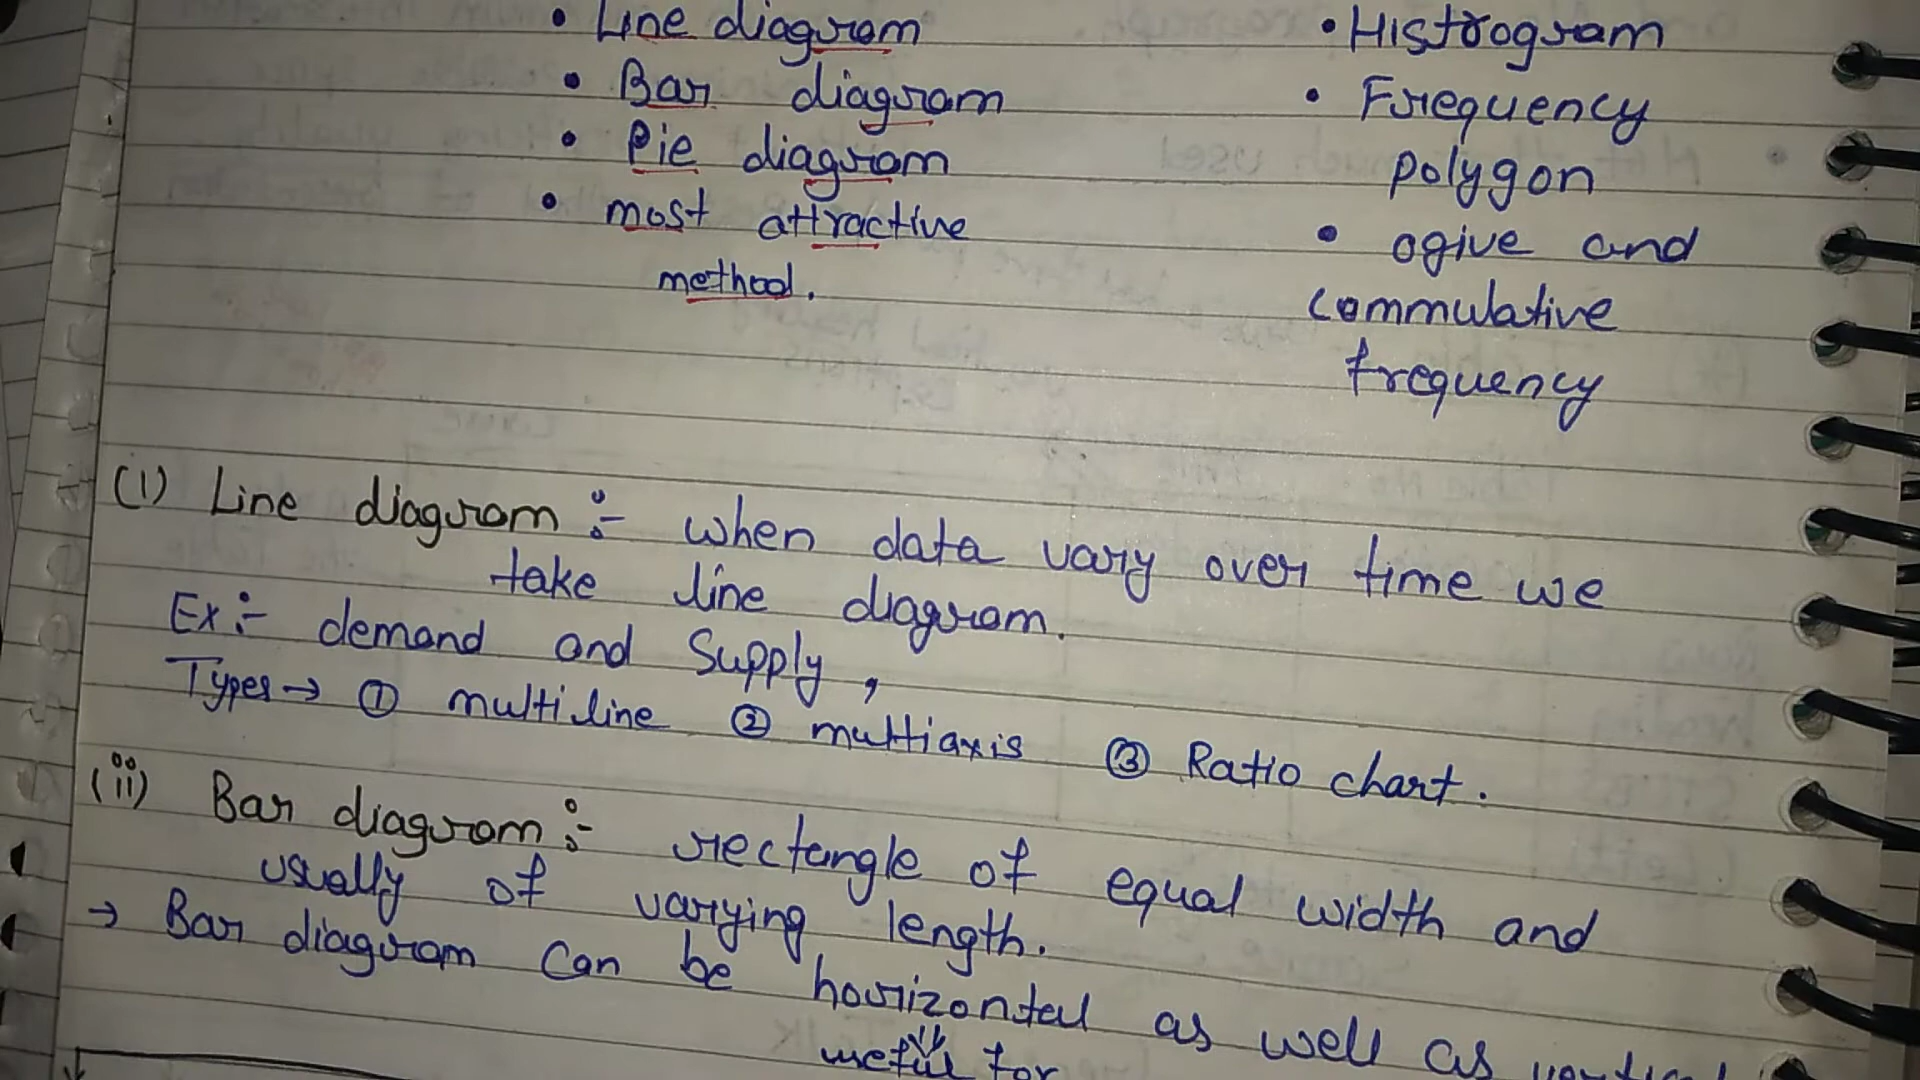 • Line diagram
• Bar diagram
• Pie diagram
• most attractive
method.
• Histrogram
• Frequency
polygon
• ogive and
commulative
frequency
(1) Line diagram :- when data vary over time we
take line diagram.
Ex:- demand and Supply,
Types → ① multiline ② multiaxis ③ Ratio chart.
(ii) Bar diagram :- rectangle of equal width and
usually of varying length.
→ Bar diagram can be horizontal as well as
useful for